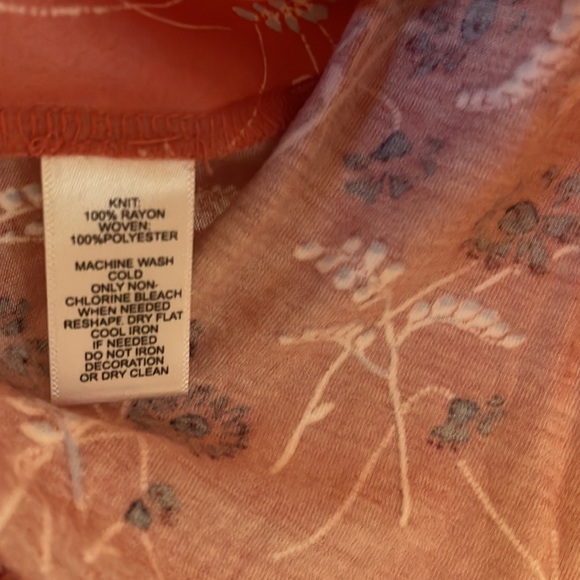 KNIT:
100% RAYON
WOVEN:
100%POLYESTER
MACHINE WASH
COLD
ONLY NON-
CHLORINE BLEACH
WHEN NEEDED
RESHAPE. DRY FLAT
COOL IRON
IF NEEDED
DO NOT IRON
DECORATION
OR DRY CLEAN